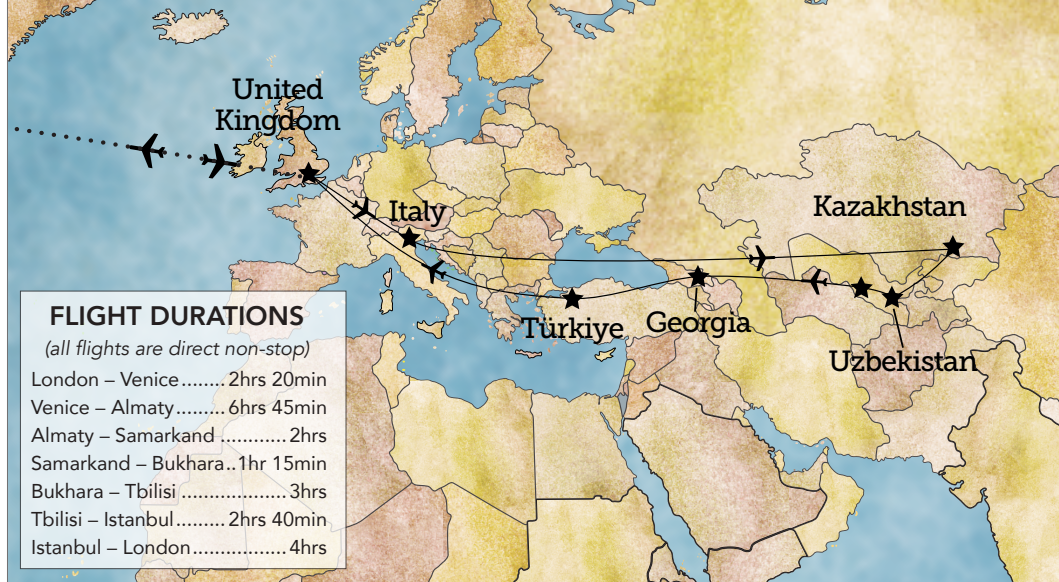 United
Kingdom
Italy
Kazakhstan
Türkiye
Georgia
Uzbekistan
FLIGHT DURATIONS
(all flights are direct non-stop)
London – Venice........2hrs 20min
Venice – Almaty........6hrs 45min
Almaty – Samarkand ............2hrs
Samarkand – Bukhara..1hr 15min
Bukhara – Tbilisi .................3hrs
Tbilisi – Istanbul........2hrs 40min
Istanbul – London................4hrs